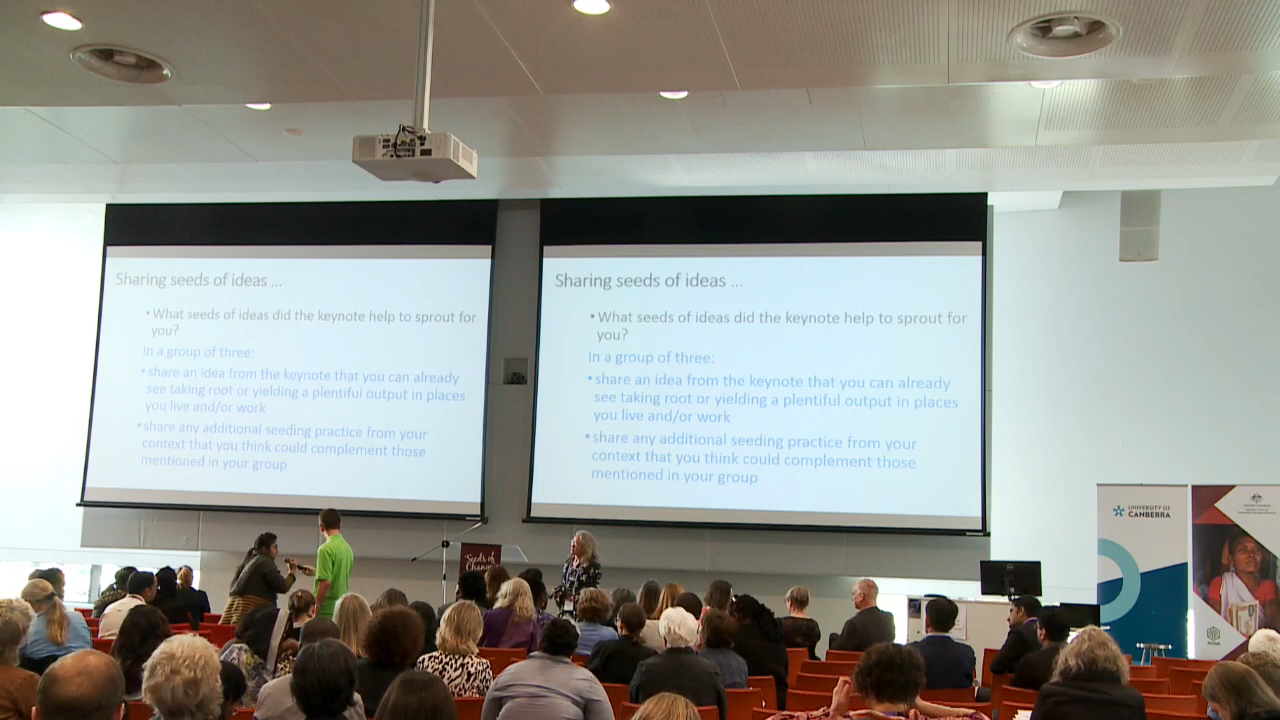 Sharing seeds of ideas ...
• What seeds of ideas did the keynote help to sprout for
you?
In a group of three:
• share an idea from the keynote that you can already
see taking root or yielding a plentiful output in places
you live and/or work
• share any additional seeding practice from your
context that you think could complement those
mentioned in your group
Sharing seeds of ideas ...
• What seeds of ideas did the keynote help to sprout for
you?
In a group of three:
• share an idea from the keynote that you can already
see taking root or yielding a plentiful output in places
you live and/or work
• share any additional seeding practice from your
context that you think could complement those
mentioned in your group
Seeds of
Change
UNIVERSITY OF
CANBERRA